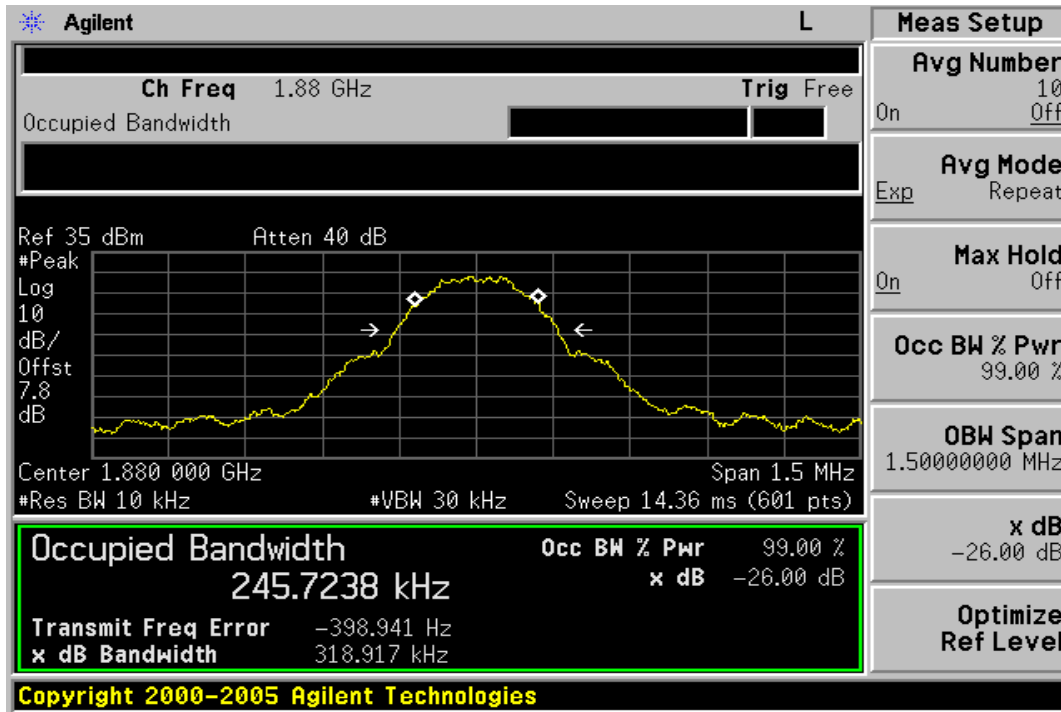 Agilent L
Ch Freq 1.88 GHz Trig Free
Occupied Bandwidth
Ref 35 dBm Atten 40 dB
#Peak
Log
10
dB/
Offst
7.8
dB
Center 1.880 000 GHz Span 1.5 MHz
#Res BW 10 kHz #VBW 30 kHz Sweep 14.36 ms (601 pts)
Occupied Bandwidth
245.7238 kHz
Occ BW % Pwr 99.00 %
x dB -26.00 dB
Transmit Freq Error -398.941 Hz
x dB Bandwidth 318.917 kHz
Copyright 2000-2005 Agilent Technologies
Meas Setup
Avg Number
10
On Off
Avg Mode
Exp Repeat
Max Hold
On Off
Occ BW % Pwr
99.00 %
OBW Span
1.50000000 MHz
x dB
-26.00 dB
Optimize
Ref Level